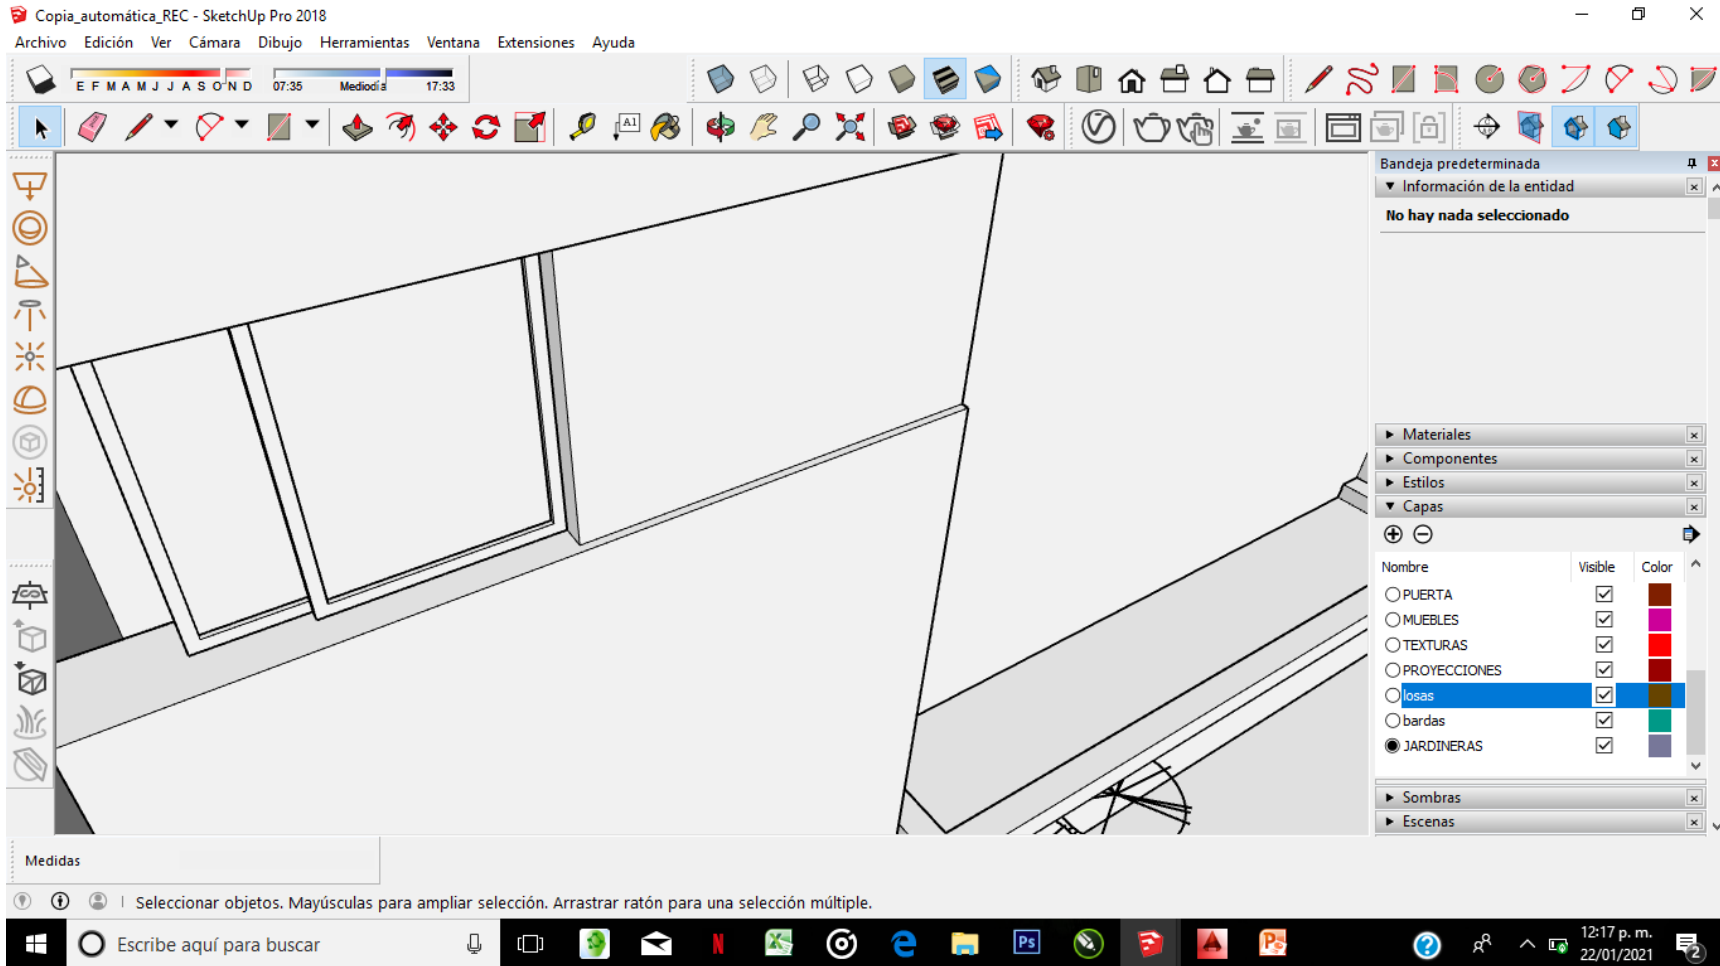 Copia_automática_REC - SketchUp Pro 2018
Archivo Edición Ver Cámara Dibujo Herramientas Ventana Extensiones Ayuda
E F M A M J J A S O N D 07:35 Mediodía 17:33
A1
Bandeja predeterminada
Información de la entidad
No hay nada seleccionado
Materiales
Componentes
Estilos
Capas
Nombre Visible Color
PUERTA
MUEBLES
TEXTURAS
PROYECCIONES
losas
bardas
JARDINERAS
Sombras
Escenas
Medidas
Seleccionar objetos. Mayúsculas para ampliar selección. Arrastrar ratón para una selección múltiple.
Escribe aquí para buscar
N
Ps
12:17 p. m.
22/01/2021
2